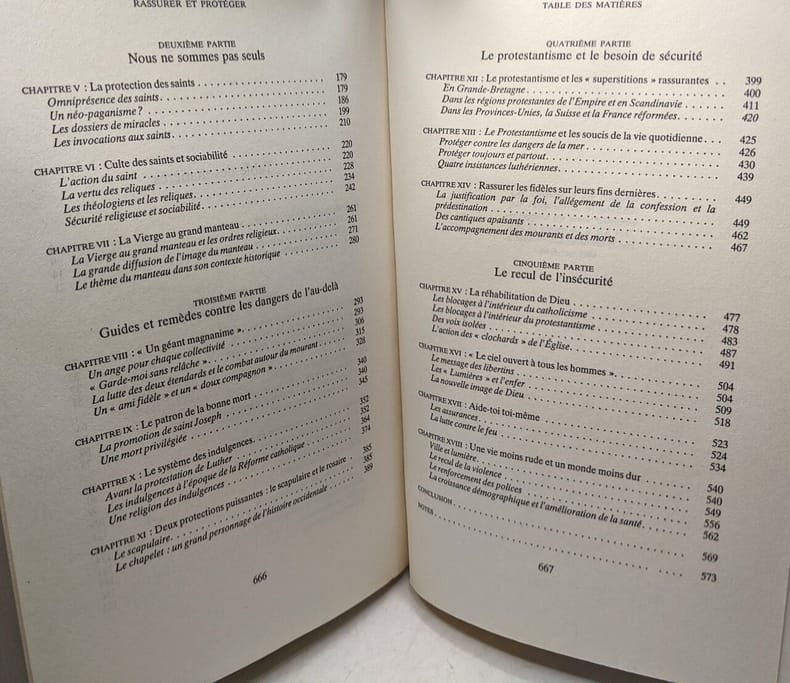 RASSURER ET PROTÉGER
DEUXIÈME PARTIE
Nous ne sommes pas seuls
CHAPITRE V : La protection des saints . . . . . 179
Omniprésence des saints . . . . . 179
Un néo-paganisme ? . . . . . 186
Les dossiers de miracles . . . . . 199
Les invocations aux saints . . . . . 210
CHAPITRE VI : Culte des saints et sociabilité . . . . . 220
L'action du saint . . . . . 220
La vertu des reliques . . . . . 228
Les théologiens et les reliques . . . . . 234
Sécurité religieuse et sociabilité . . . . . 242
CHAPITRE VII : La Vierge au grand manteau . . . . . 261
La Vierge au grand manteau et les ordres religieux . . . . . 261
La grande diffusion de l'image du manteau . . . . . 271
Le thème du manteau dans son contexte historique . . . . . 280
TROISIÈME PARTIE
Guides et remèdes contre les dangers de l'au-delà
CHAPITRE VIII : « Un géant magnanime » . . . . . 293
Un ange pour chaque collectivité . . . . . 293
« Garde-moi sans relâche » . . . . . 306
La lutte des deux étendards et le combat autour du mourant . . . . . 315
Un « ami fidèle » et un « doux compagnon » . . . . . 328
CHAPITRE IX : Le patron de la bonne mort . . . . . 340
La promotion de saint Joseph . . . . . 340
Une mort privilégiée . . . . . 345
CHAPITRE X : Le système des indulgences . . . . . 352
Avant la protestation de Luther . . . . . 352
Les indulgences à l'époque de la Réforme catholique . . . . . 364
Une religion des indulgences . . . . . 374
CHAPITRE XI : Deux protections puissantes : le scapulaire et le rosaire . . . . . 385
Le scapulaire . . . . . 385
Le chapelet : un grand personnage de l'histoire occidentale . . . . . 389
666
TABLE DES MATIÈRES
QUATRIÈME PARTIE
Le protestantisme et le besoin de sécurité
CHAPITRE XII : Le protestantisme et les « superstitions » rassurantes . . 399
En Grande-Bretagne . . . . . 400
Dans les régions protestantes de l'Empire et en Scandinavie . . . . . 411
Dans les Provinces-Unies, la Suisse et la France réformées . . . . . 420
CHAPITRE XIII : Le Protestantisme et les soucis de la vie quotidienne . . . 425
Protéger contre les dangers de la mer . . . . . 426
Protéger toujours et partout . . . . . 430
Quatre insistances luthériennes . . . . . 439
CHAPITRE XIV : Rassurer les fidèles sur leurs fins dernières . . . . . 449
La justification par la foi, l'allégement de la confession et la
prédestination . . . . . 449
Des cantiques apaisants . . . . . 462
L'accompagnement des mourants et des morts . . . . . 467
CINQUIÈME PARTIE
Le recul de l'insécurité
CHAPITRE XV : La réhabilitation de Dieu . . . . . 477
Les blocages à l'intérieur du catholicisme . . . . . 478
Les blocages à l'intérieur du protestantisme . . . . . 483
Des voix isolées . . . . . 487
L'action des « clochards » de l'Église . . . . . 491
CHAPITRE XVI : « Le ciel ouvert à tous les hommes » . . . . . 504
Le message des libertins . . . . . 504
Les « Lumières » et l'enfer . . . . . 509
La nouvelle image de Dieu . . . . . 518
CHAPITRE XVII : Aide-toi toi-même . . . . . 523
Les assurances . . . . . 524
La lutte contre le feu . . . . . 534
CHAPITRE XVIII : Une vie moins rude et un monde moins dur . . . . . 540
Ville et lumière . . . . . 540
Le recul de la violence . . . . . 549
Le renforcement des polices . . . . . 556
La croissance démographique et l'amélioration de la santé . . . . . 562
CONCLUSION . . . . . 569
NOTES . . . . . 573
667